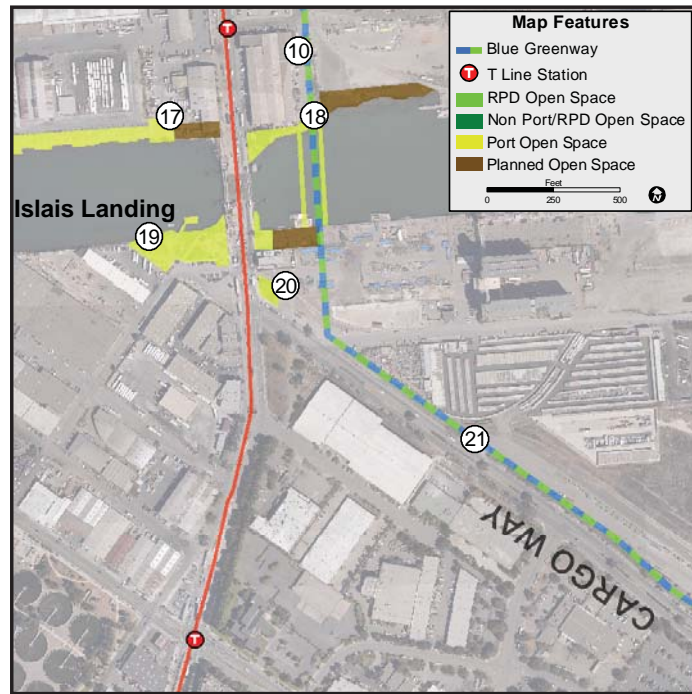 Map Features
Blue Greenway
T Line Station
RPD Open Space
Non Port/RPD Open Space
Port Open Space
Planned Open Space
Feet
0 250 500
N
T
T
T
10
17
18
Islais Landing
19
20
21
CARGO WAY